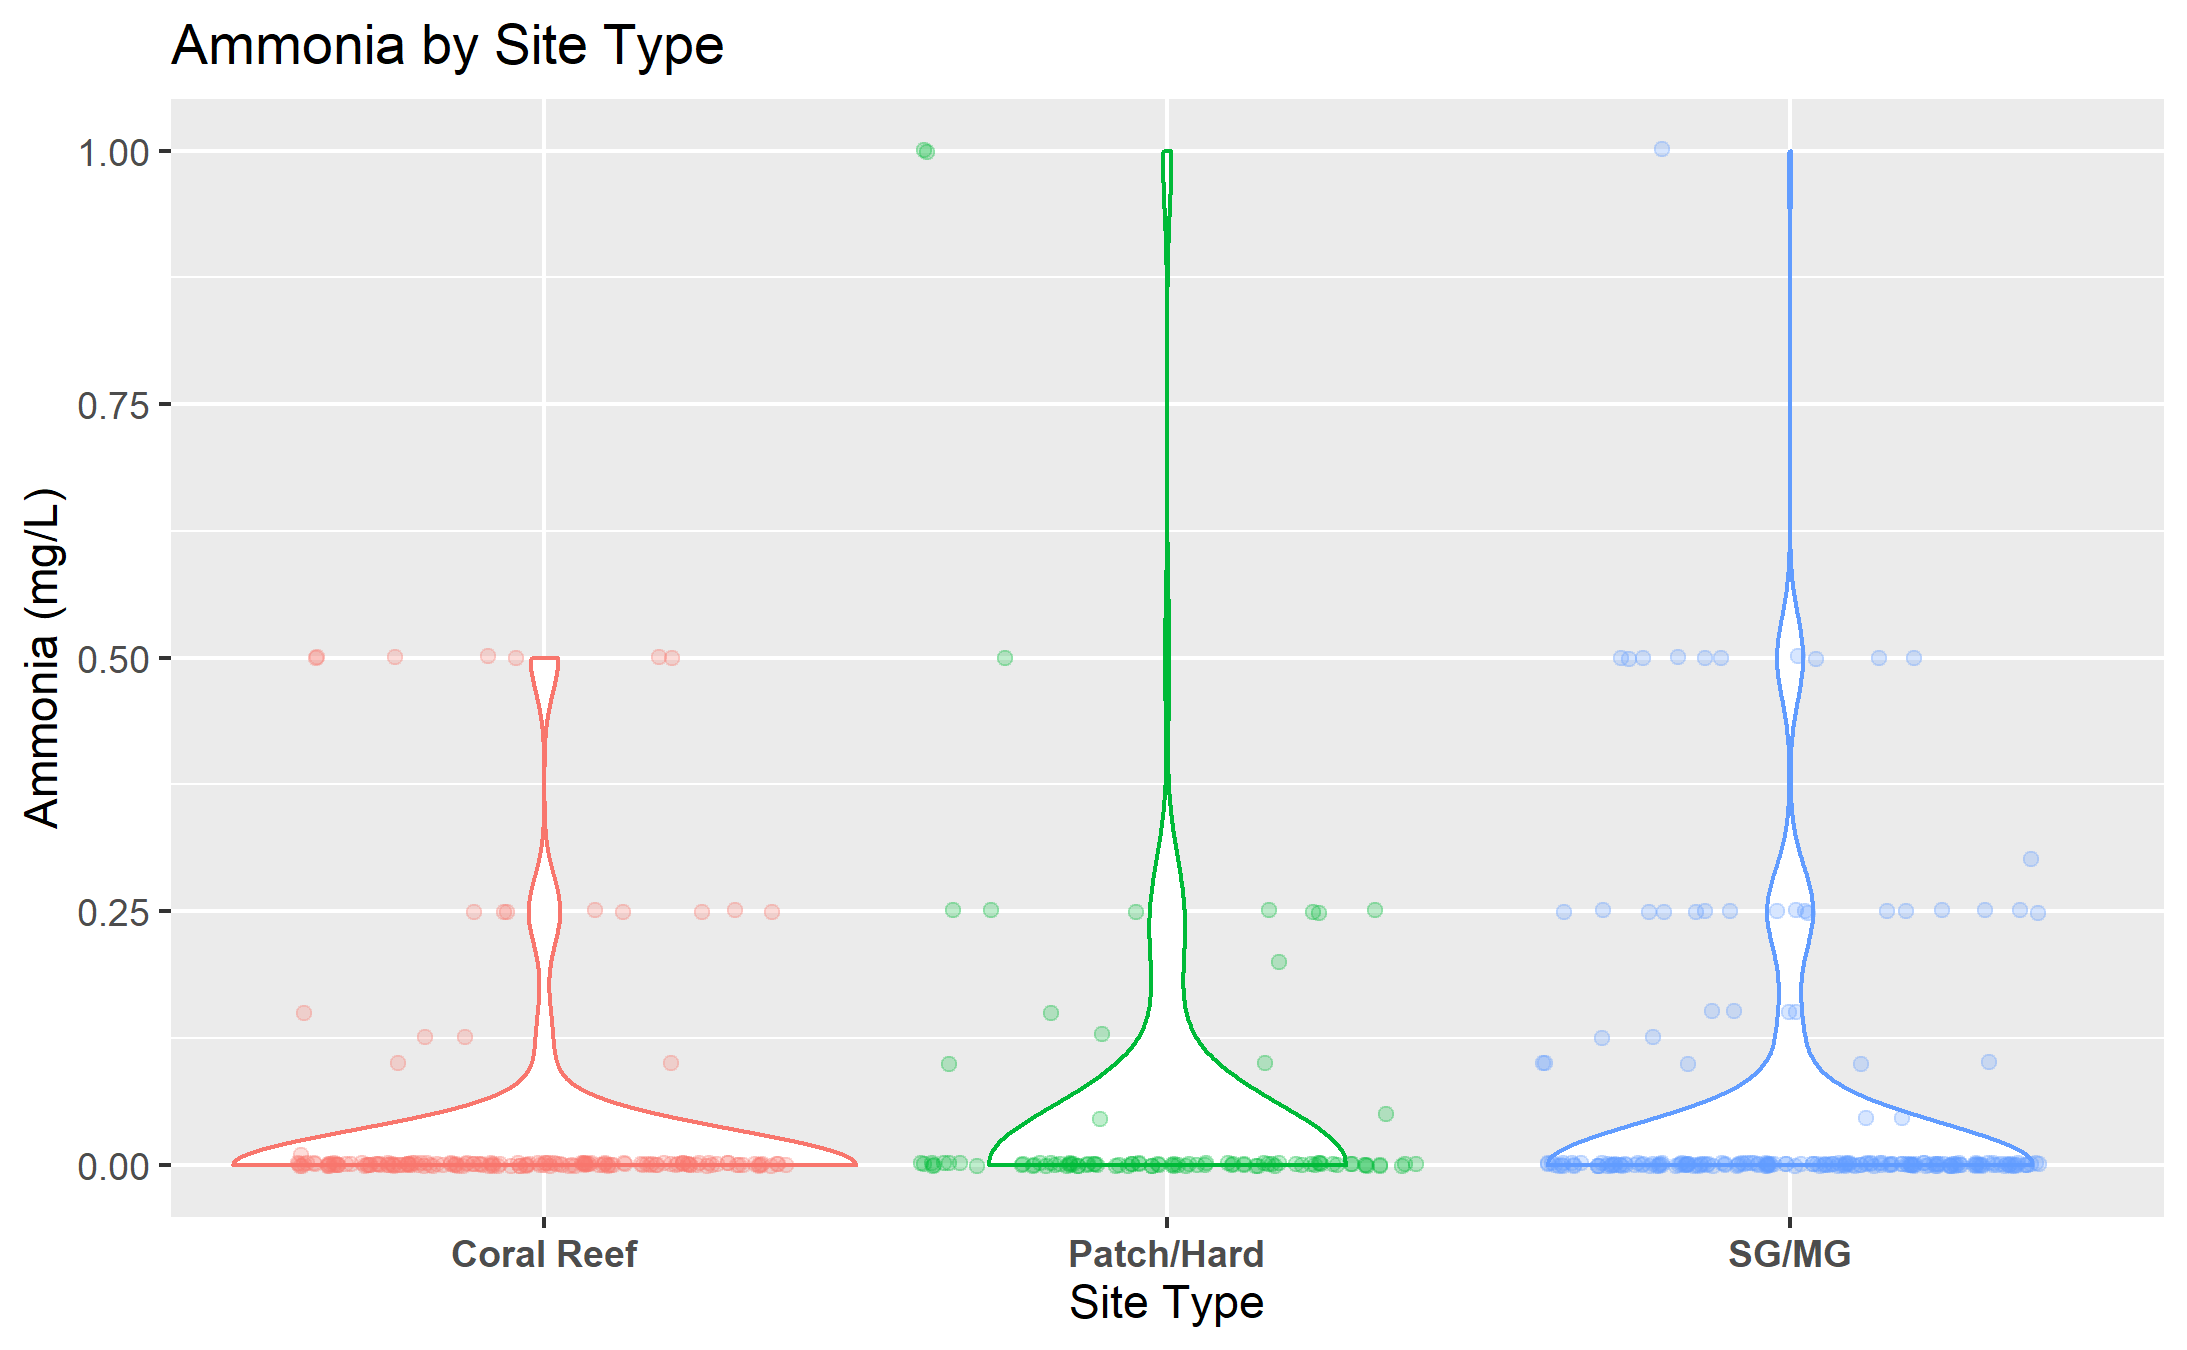 Ammonia by Site Type
Ammonia (mg/L)
1.00
0.75
0.50
0.25
0.00
Coral Reef
Patch/Hard
SG/MG
Site Type